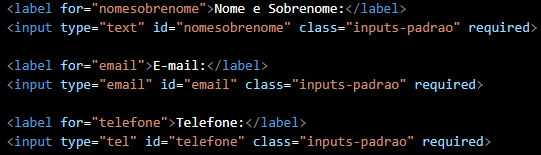 <label for="nomesobrenome">Nome e Sobrenome:</label>
<input type="text" id="nomesobrenome" class="inputs-padrao" required>
<label for="email">E-mail:</label>
<input type="email" id="email" class="inputs-padrao" required>
<label for="telefone">Telefone:</label>
<input type="tel" id="telefone" class="inputs-padrao" required>